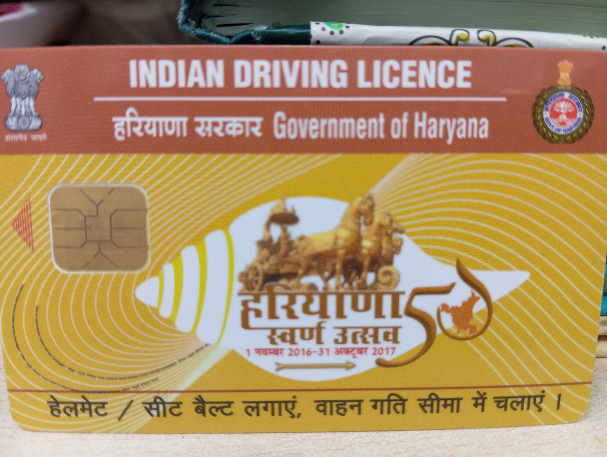 INDIAN DRIVING LICENCE
हरियाणा सरकार Government of Haryana
सत्यमेव जयते
हरियाणा 50
स्वर्ण उत्सव
1 नवम्बर 2016-31 अक्टूबर 2017
हेलमेट / सीट बैल्ट लगाएं, वाहन गति सीमा में चलाएं ।